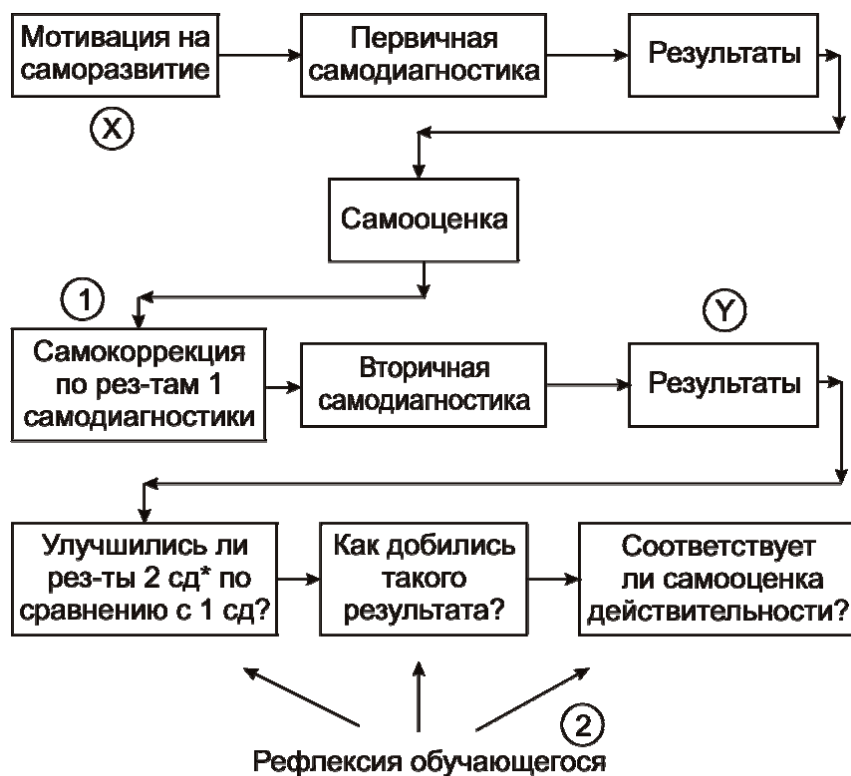 Мотивация на
саморазвитие
Первичная
самодиагностика
Результаты
X
Самооценка
1
Y
Самокоррекция
по рез-там 1
самодиагностики
Вторичная
самодиагностика
Результаты
Улучшились ли
рез-ты 2 сд* по
сравнению с 1 сд?
Как добились
такого
результата?
Соответствует
ли самооценка
действительности?
2
Рефлексия обучающегося